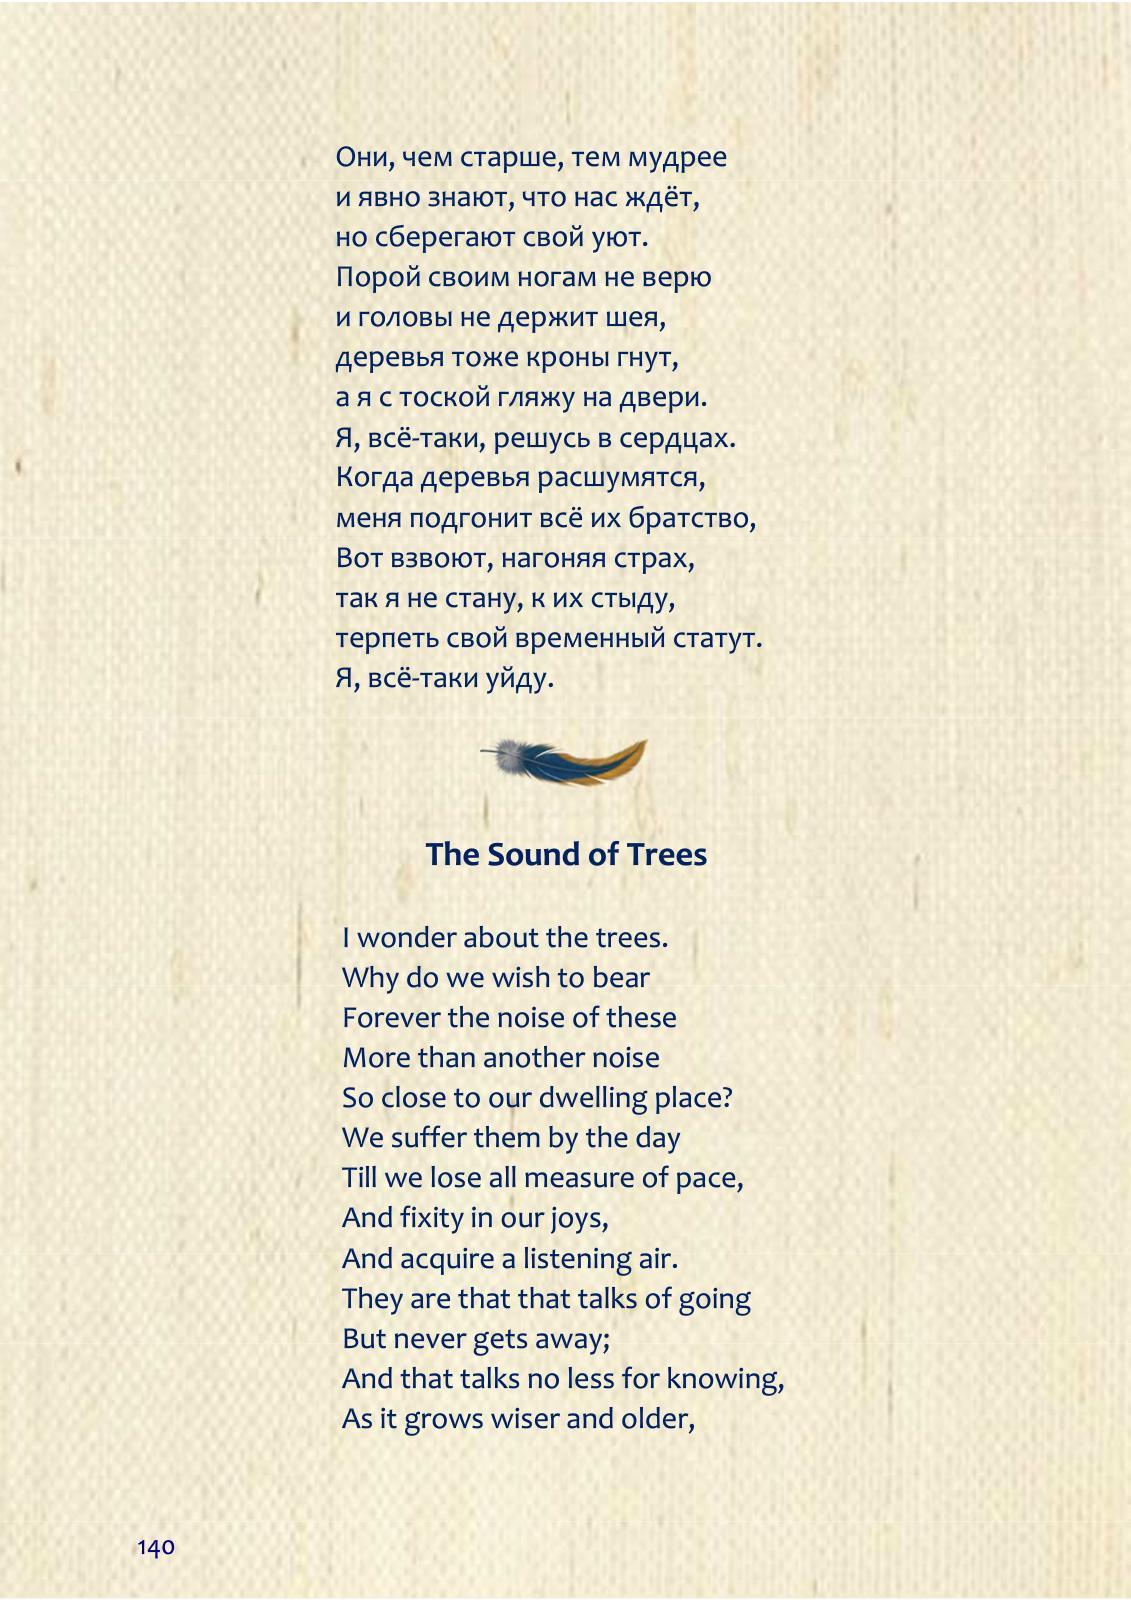 Они, чем старше, тем мудрее
и явно знают, что нас ждёт,
но сберегают свой уют.
Порой своим ногам не верю
и головы не держит шея,
деревья тоже кроны гнут,
а я с тоской гляжу на двери.
Я, всё-таки, решусь в сердцах.
Когда деревья расшумятся,
меня подгонит всё их братство,
Вот взвоют, нагоняя страх,
так я не стану, к их стыду,
терпеть свой временный статут.
Я, всё-таки уйду.
The Sound of Trees
I wonder about the trees.
Why do we wish to bear
Forever the noise of these
More than another noise
So close to our dwelling place?
We suffer them by the day
Till we lose all measure of pace,
And fixity in our joys,
And acquire a listening air.
They are that that talks of going
But never gets away;
And that talks no less for knowing,
As it grows wiser and older,
140